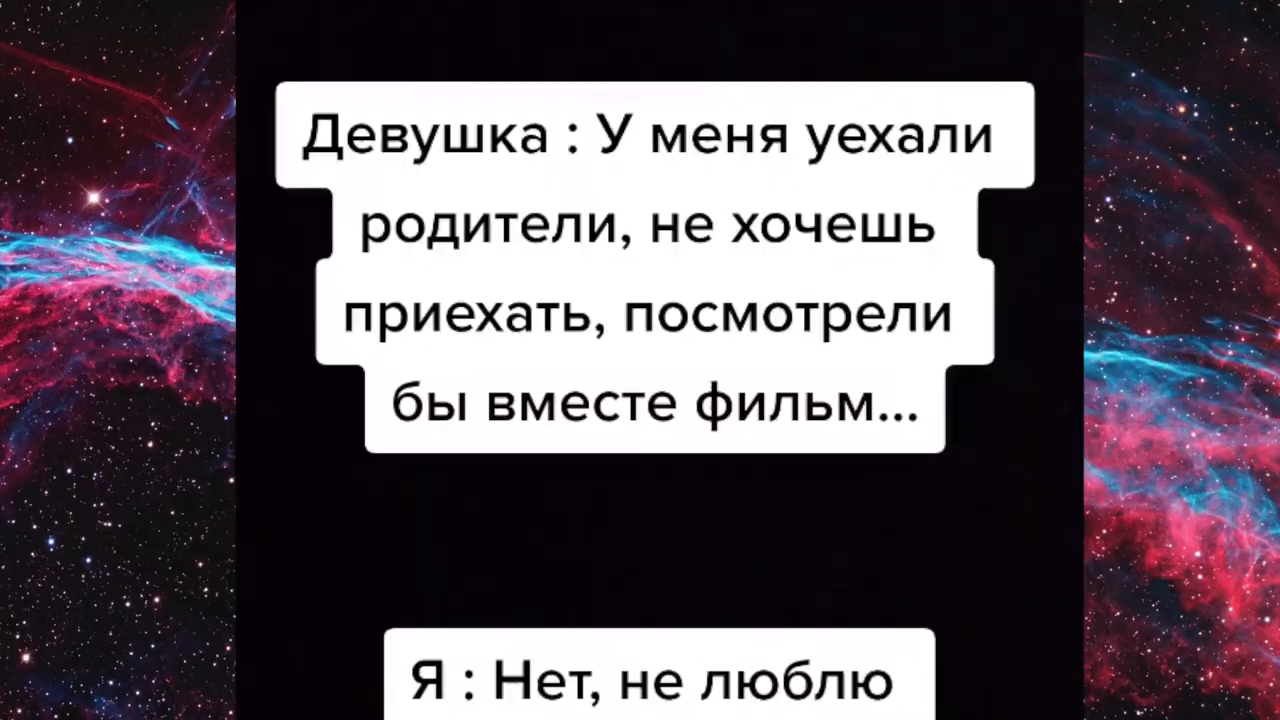 Девушка : У меня уехали
родители, не хочешь
приехать, посмотрели
бы вместе фильм...
Я : Нет, не люблю